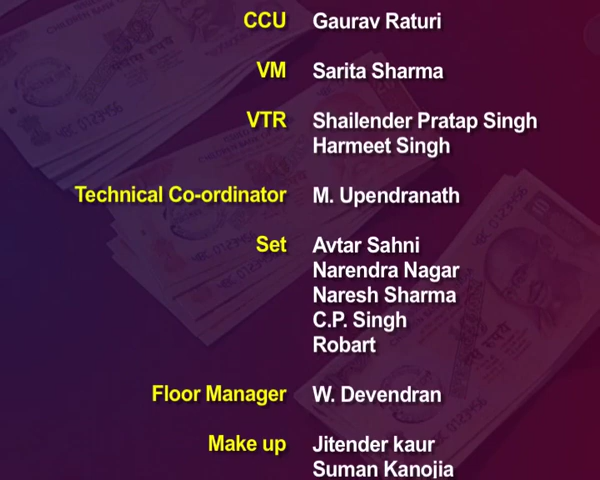 CCU Gaurav Raturi
VM Sarita Sharma
VTR Shailender Pratap Singh
Harmeet Singh
Technical Co-ordinator M. Upendranath
Set Avtar Sahni
Narendra Nagar
Naresh Sharma
C.P. Singh
Robart
Floor Manager W. Devendran
Make up Jitender kaur
Suman Kanojia